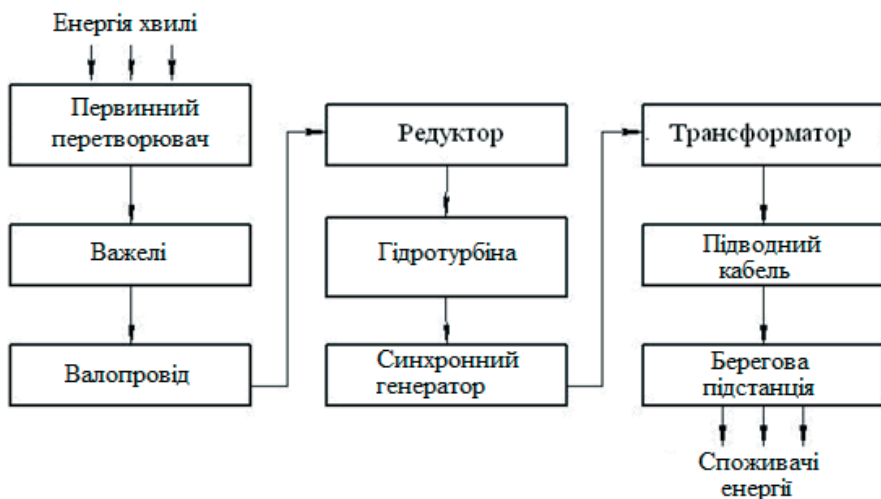 Енергія хвилі
Первинний
перетворювач
Важелі
Валопровід
Редуктор
Гідротурбіна
Синхронний
генератор
Трансформатор
Підводний
кабель
Берегова
підстанція
Споживачі
енергії